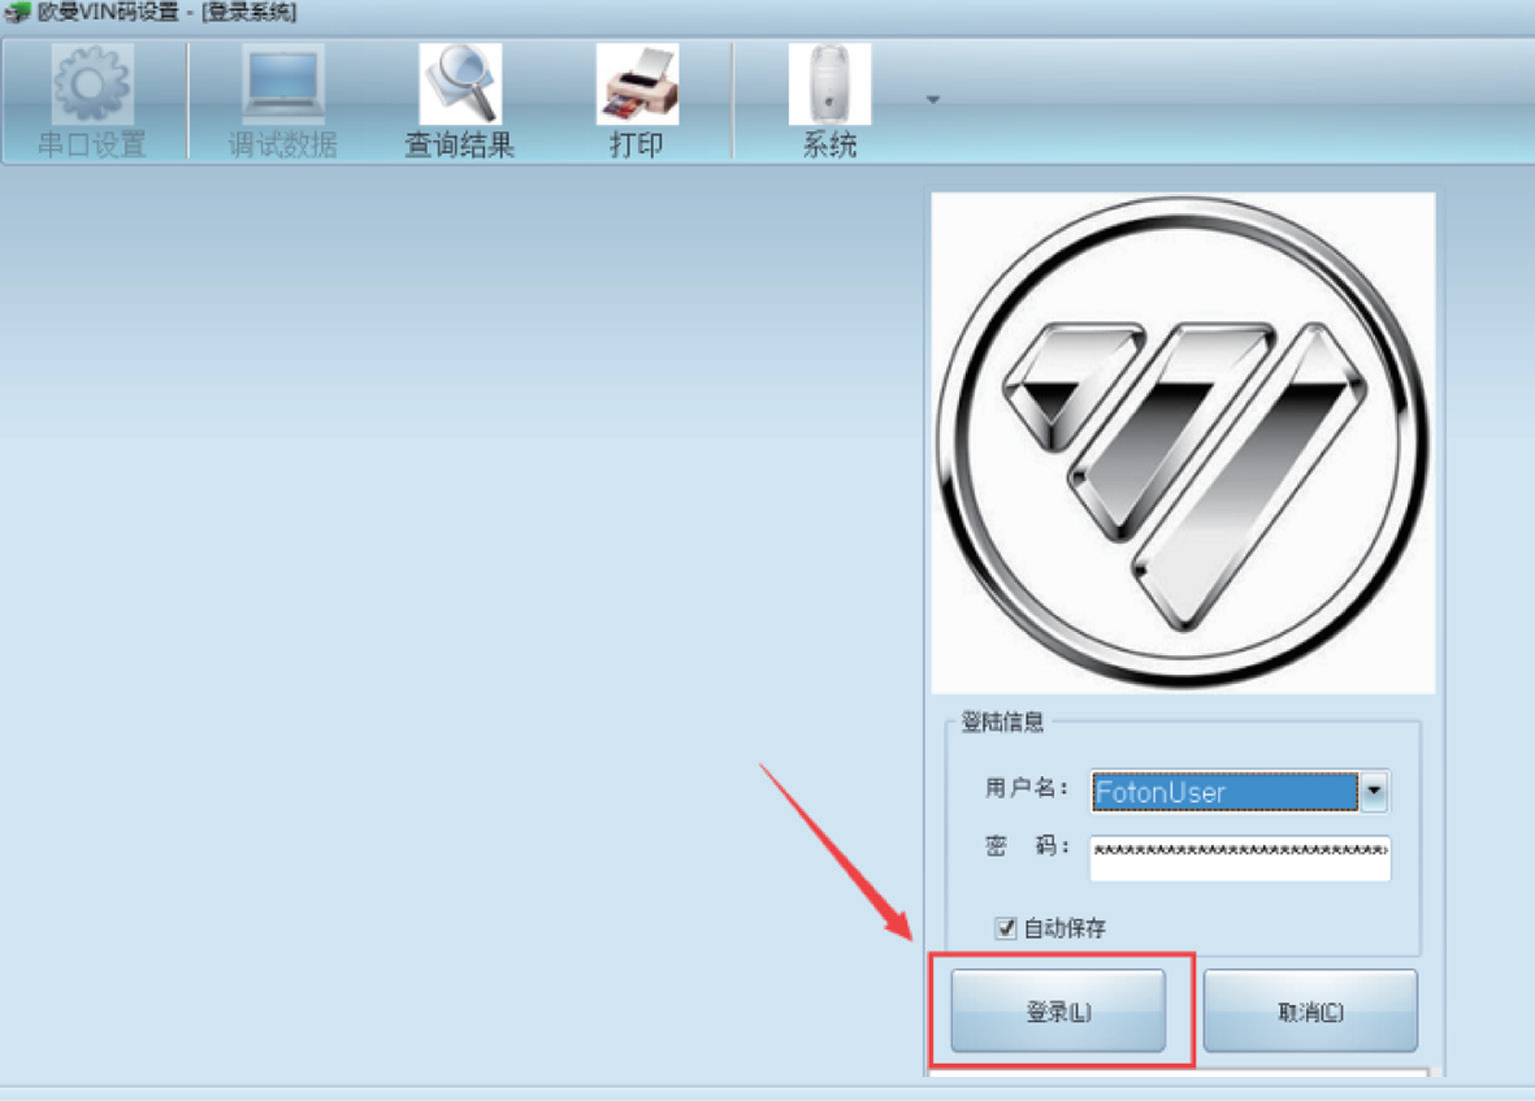 欧曼VIN码设置 - [登录系统]
串口设置 调试数据 查询结果 打印 系统
登陆信息
用户名： FotonUser
密 码： ****************************
自动保存
登录(L) 取消(C)